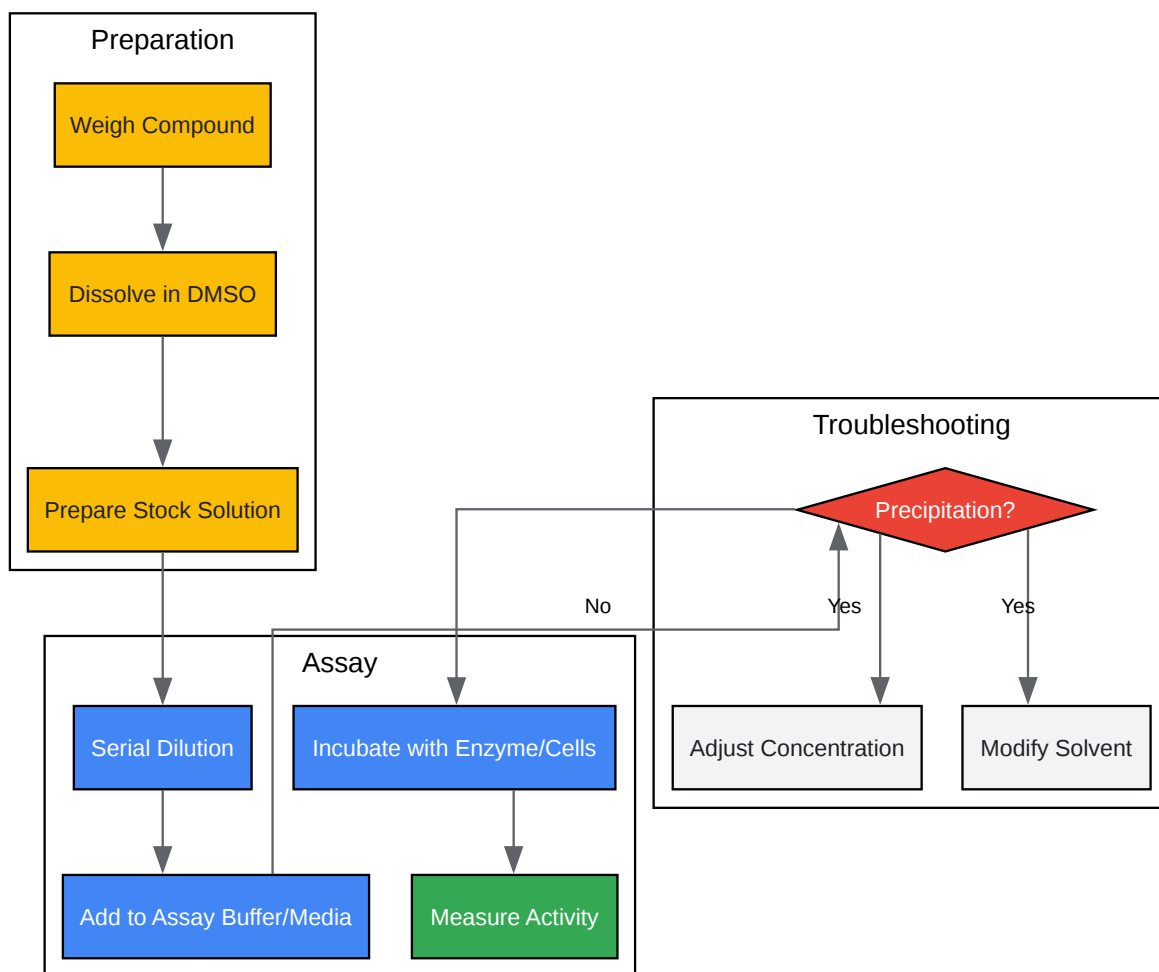 Preparation
Weigh Compound
Dissolve in DMSO
Prepare Stock Solution
Troubleshooting
Precipitation?
No
Yes
Yes
Assay
Serial Dilution
Incubate with Enzyme/Cells
Adjust Concentration
Modify Solvent
Add to Assay Buffer/Media
Measure Activity